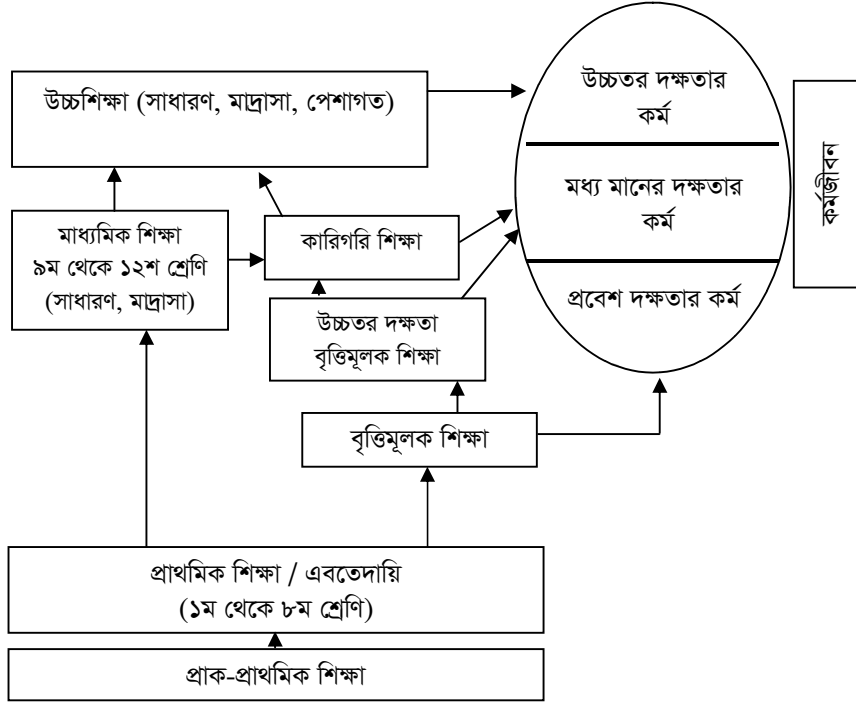 উচ্চশিক্ষা (সাধারণ, মাদ্রাসা, পেশাগত)
উচ্চতর দক্ষতার
কর্ম
মধ্য মানের দক্ষতার
কর্ম
প্রবেশ দক্ষতার কর্ম
কর্মজীবন
মাধ্যমিক শিক্ষা
৯ম থেকে ১২শ শ্রেণি
(সাধারণ, মাদ্রাসা)
কারিগরি শিক্ষা
উচ্চতর দক্ষতা
বৃত্তিমূলক শিক্ষা
বৃত্তিমূলক শিক্ষা
প্রাথমিক শিক্ষা / এবতেদায়ি
(১ম থেকে ৮ম শ্রেণি)
প্রাক-প্রাথমিক শিক্ষা